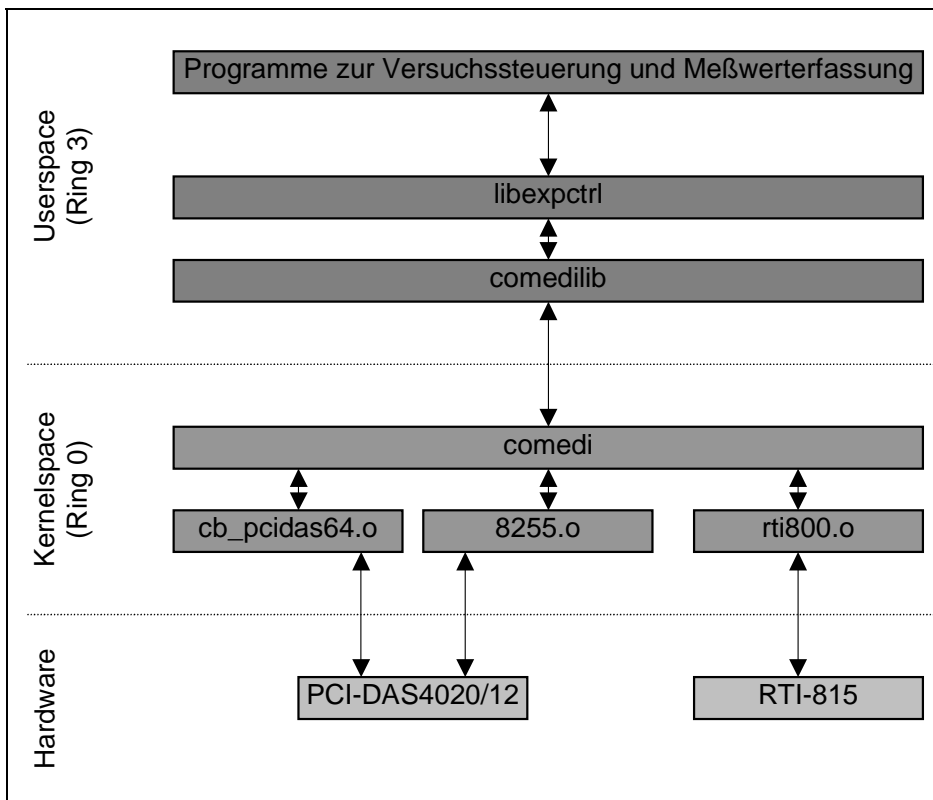 Programme zur Versuchssteuerung und Meßwerterfassung
Userspace
(Ring 3)
libexpctrl
comedilib
Kernelspace
(Ring 0)
comedi
cb_pcidas64.o
8255.o
rti800.o
Hardware
PCI-DAS4020/12
RTI-815